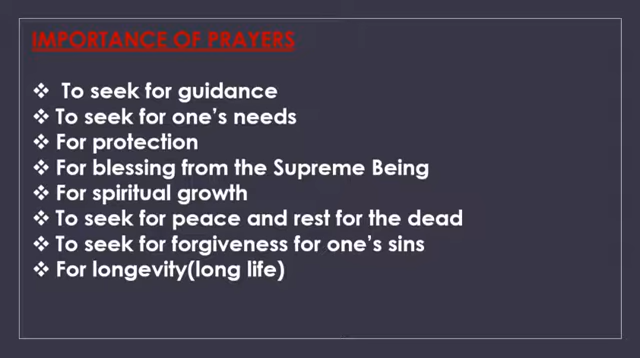 IMPORTANCE OF PRAYERS
❖ To seek for guidance
❖ To seek for one's needs
❖ For protection
❖ For blessing from the Supreme Being
❖ For spiritual growth
❖ To seek for peace and rest for the dead
❖ To seek for forgiveness for one's sins
❖ For longevity(long life)